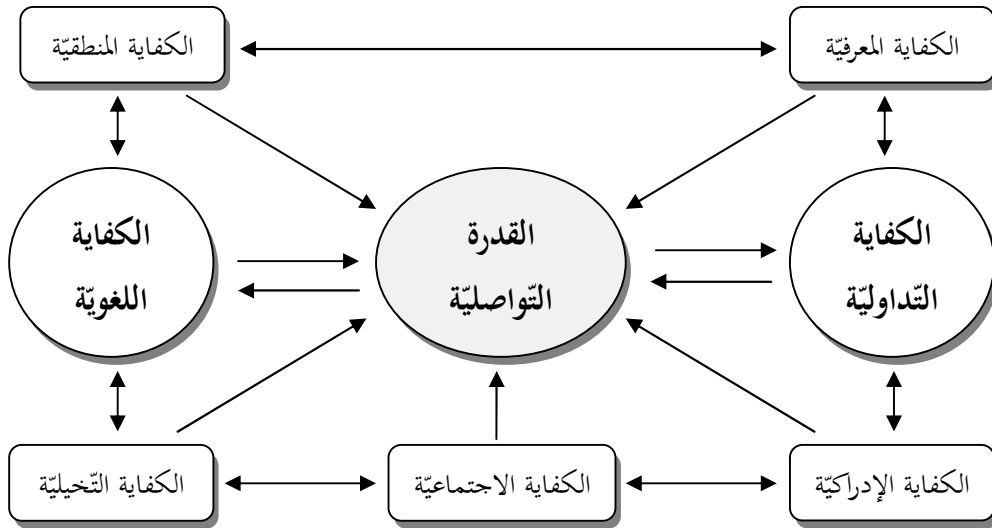 الكفاية المعرفيّة
الكفاية المنطقيّة
الكفاية
التّداوليّة
القدرة
التّواصليّة
الكفاية
اللغويّة
الكفاية الإدراكيّة
الكفاية الاجتماعيّة
الكفاية التّخيليّة